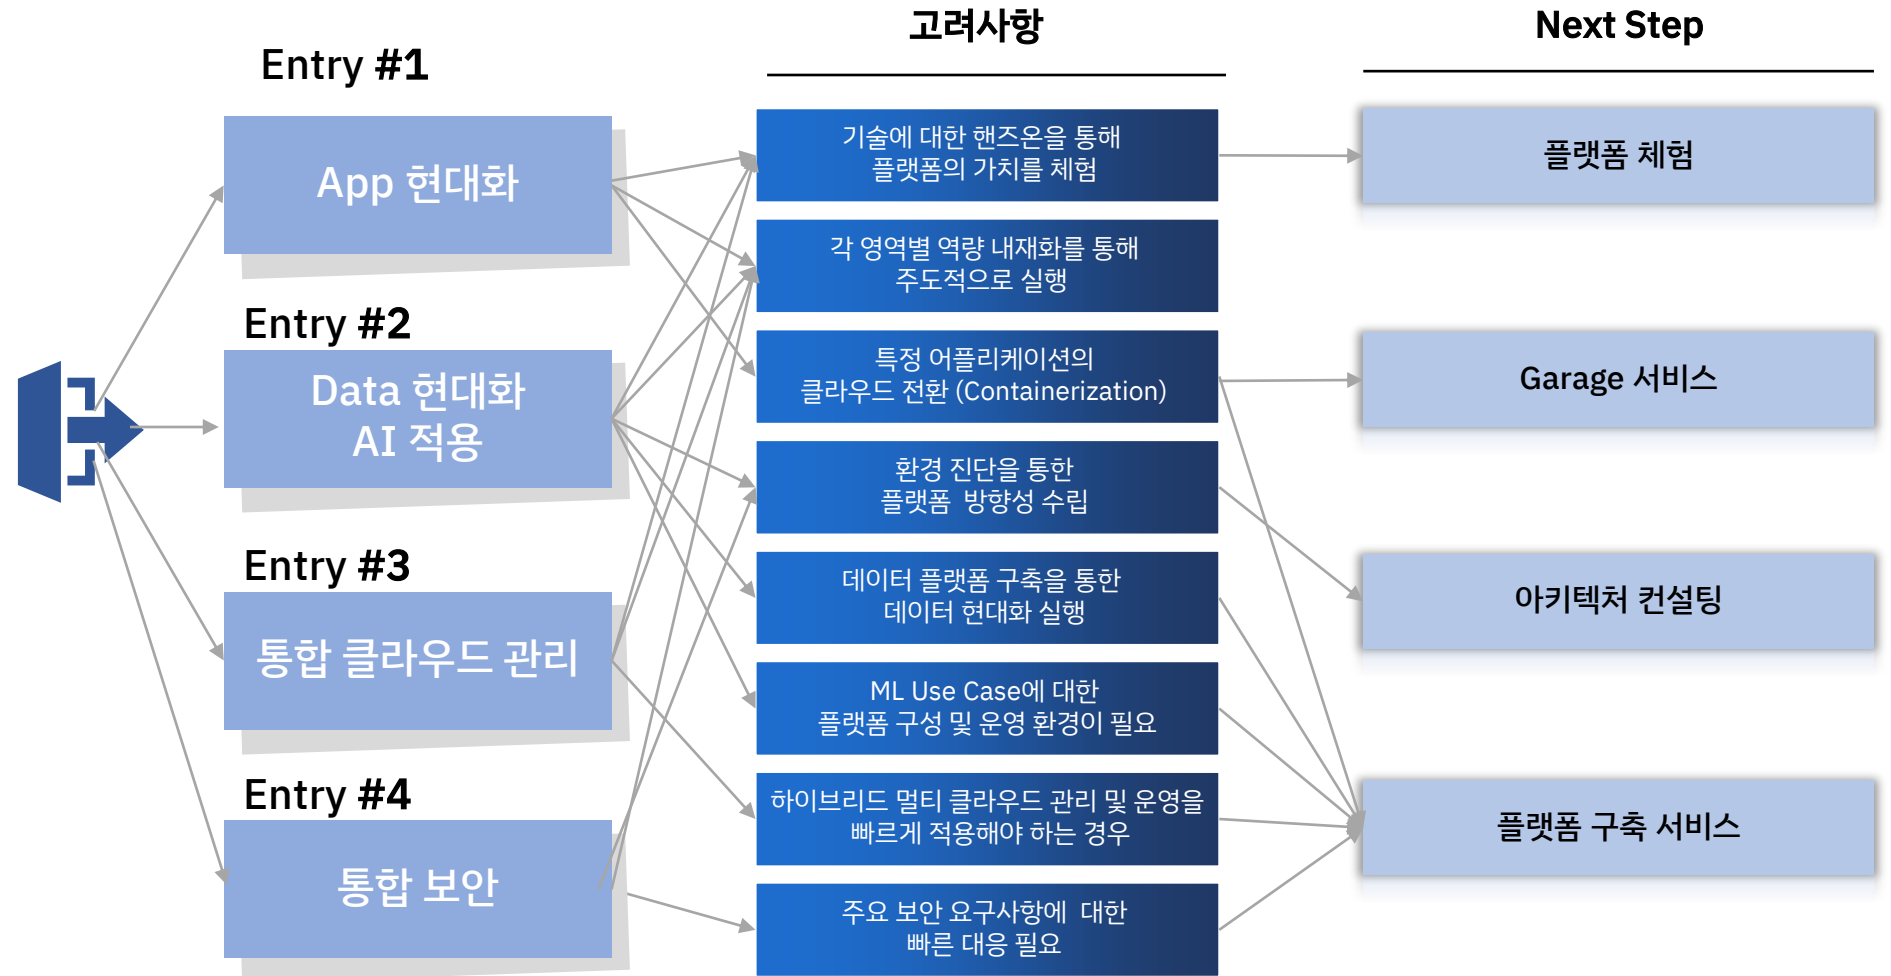 Entry #1
App 현대화
Entry #2
Data 현대화
AI 적용
Entry #3
통합 클라우드 관리
Entry #4
통합 보안
고려사항
기술에 대한 핸즈온을 통해
플랫폼의 가치를 체험
각 영역별 역량 내재화를 통해
주도적으로 실행
특정 어플리케이션의
클라우드 전환 (Containerization)
환경 진단을 통한
플랫폼 방향성 수립
데이터 플랫폼 구축을 통한
데이터 현대화 실행
ML Use Case에 대한
플랫폼 구성 및 운영 환경이 필요
하이브리드 멀티 클라우드 관리 및 운영을
빠르게 적용해야 하는 경우
주요 보안 요구사항에 대한
빠른 대응 필요
Next Step
플랫폼 체험
Garage 서비스
아키텍처 컨설팅
플랫폼 구축 서비스